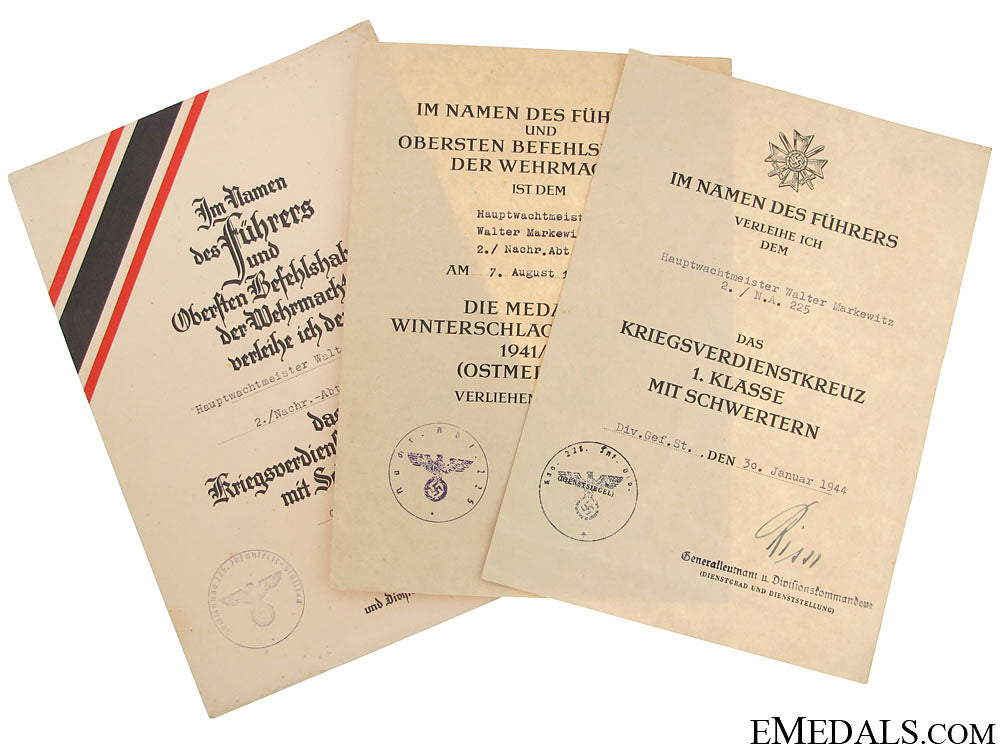 Im Namen
des Führers
und
Obersten Befehlshab
der Wehrmacht
verleihe ich de
Hauptwachtmeister Walt
2./Nachr.-Abt
das
Kriegsverdien
mit S
und Divis
IM NAMEN DES FÜH
UND
OBERSTEN BEFEHLS
DER WEHRMAC
IST DEM
Hauptwachtmeist
Walter Markewi
2./ Nachr.Abt
AM 7. August 1
DIE MEDA
WINTERSCHLAC
1941/
(OSTME
VERLIEHEN
IM NAMEN DES FÜHRERS
VERLEIHE ICH
DEM
Hauptwachtmeister Walter Markewitz
2. / N.A. 225
DAS
KRIEGSVERDIENSTKREUZ
1. KLASSE
MIT SCHWERTERN
Div.Gef.St., DEN 30. Januar 1944
(DIENSTSIEGEL)
Generalleutnant u. Divisionskommandeur
(DIENSTGRAD UND DIENSTSTELLUNG)
EMEDALS.COM